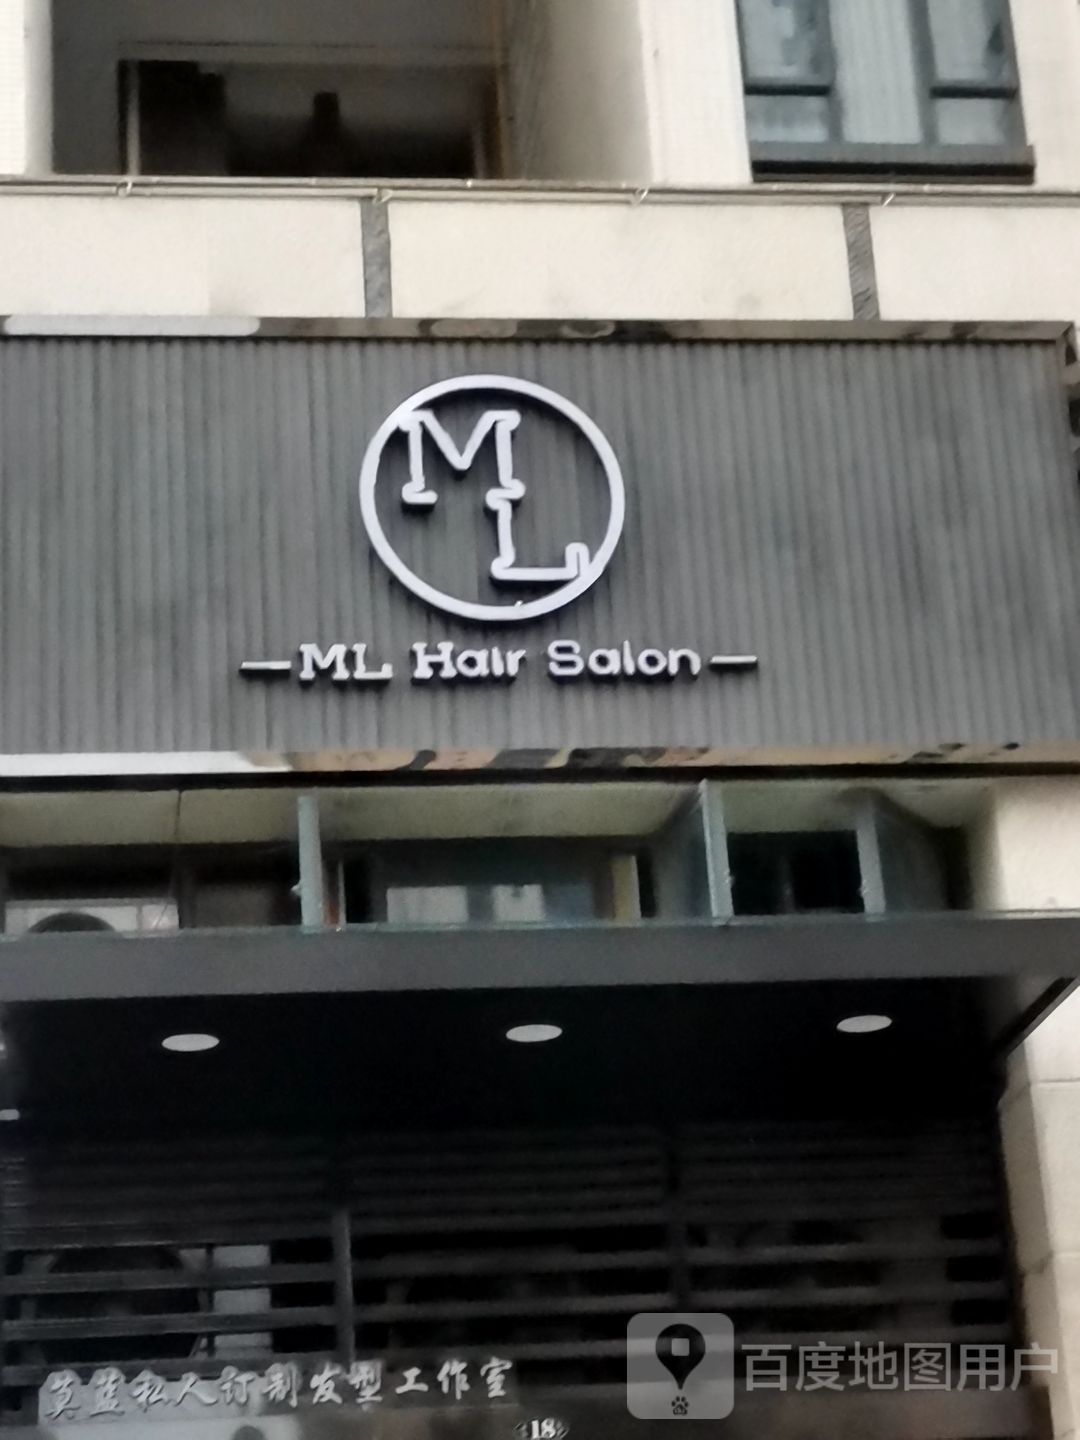 ML
ML Hair Salon
莫蓝私人订制发型工作室
18
百度地图用户